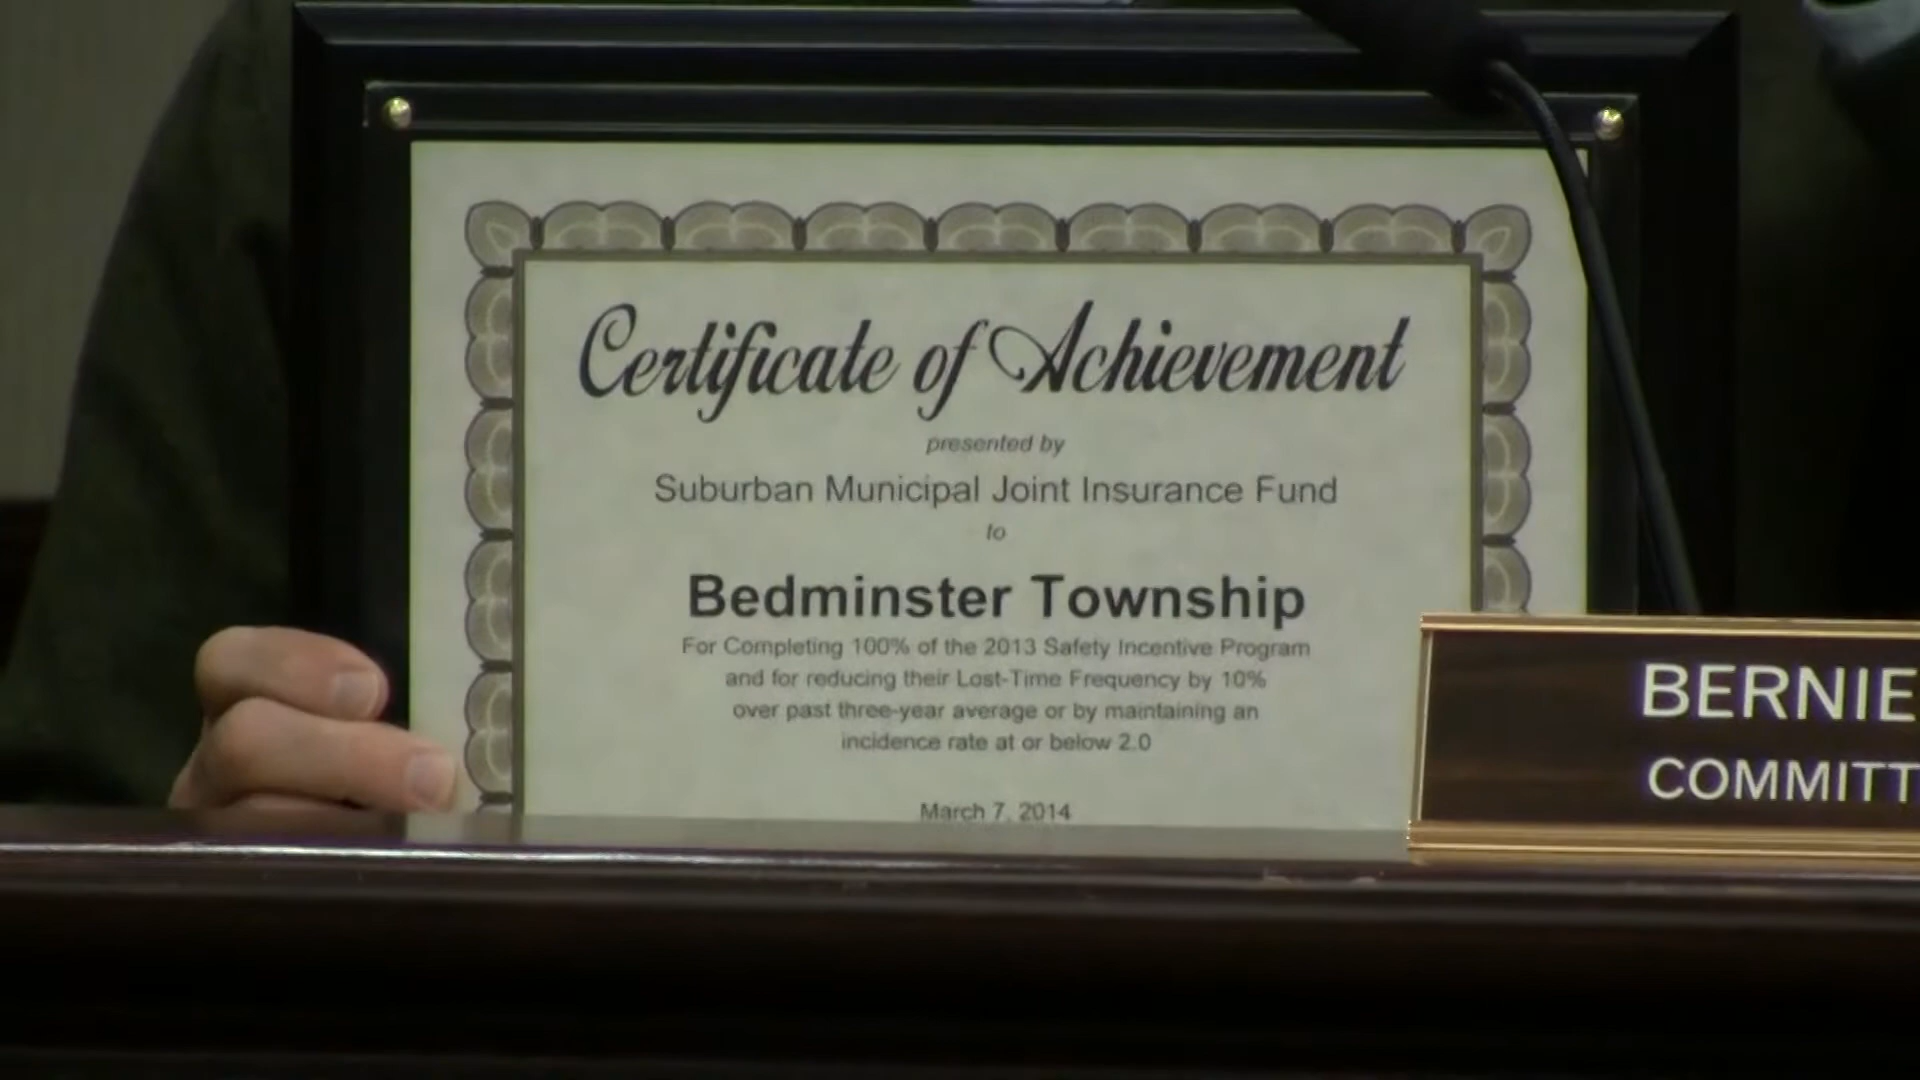 Certificate of Achievement
presented by
Suburban Municipal Joint Insurance Fund
to
Bedminster Township
For Completing 100% of the 2013 Safety Incentive Program
and for reducing their Lost-Time Frequency by 10%
over past three-year average or by maintaining an
incidence rate at or below 2.0
March 7, 2014
BERNIE
COMMITT